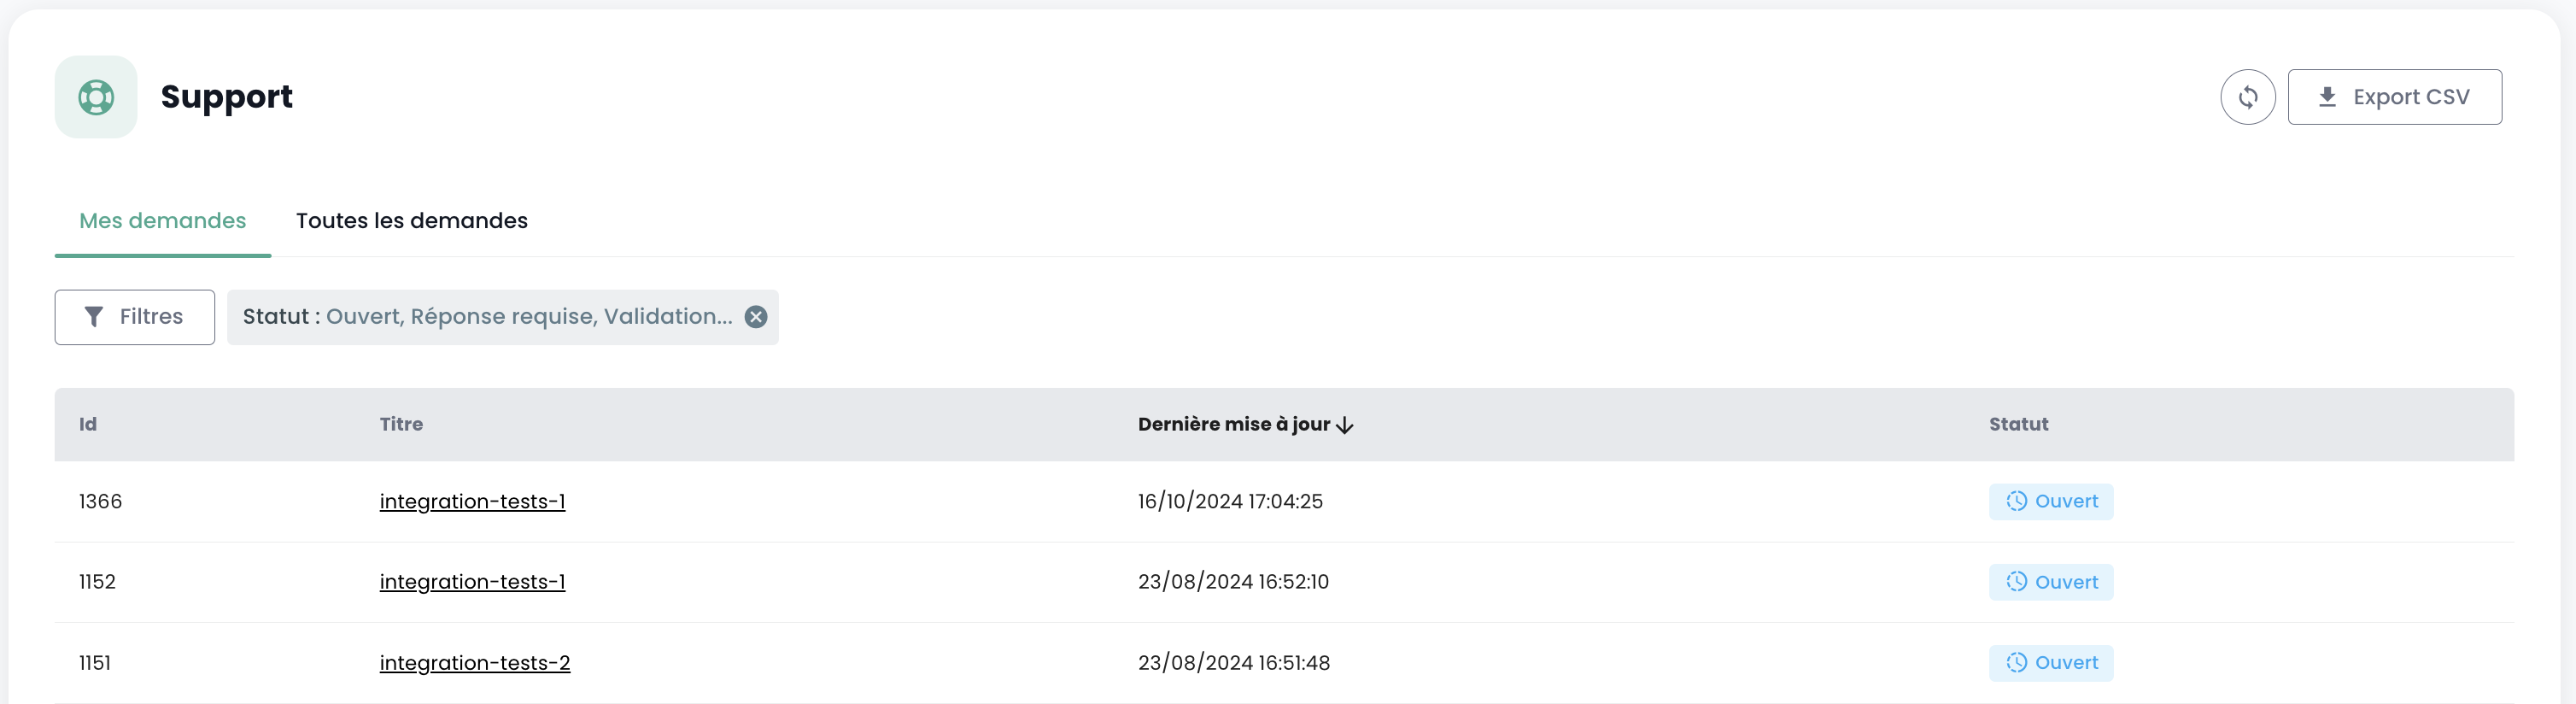 Support
Export CSV
Mes demandes Toutes les demandes
Filtres Statut : Ouvert, Réponse requise, Validation...
Id Titre Dernière mise à jour Statut
1366 integration-tests-1 16/10/2024 17:04:25 Ouvert
1152 integration-tests-1 23/08/2024 16:52:10 Ouvert
1151 integration-tests-2 23/08/2024 16:51:48 Ouvert